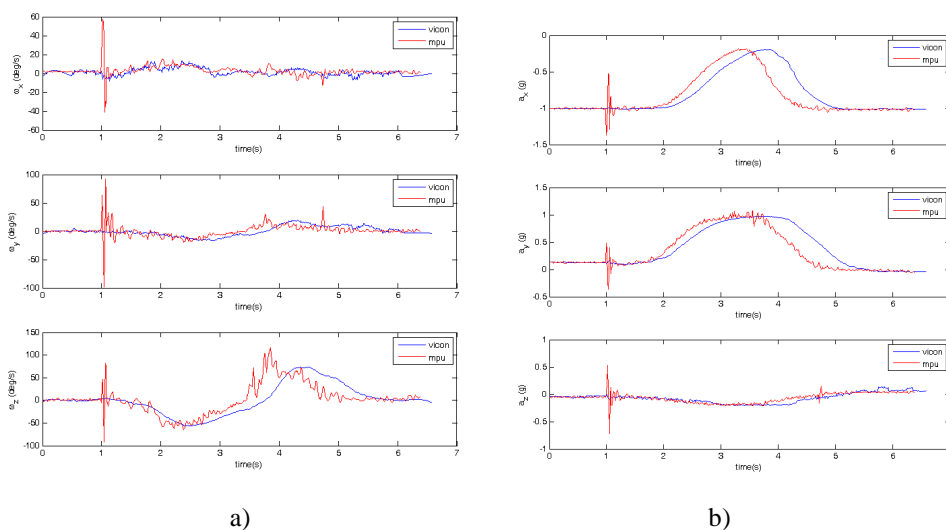 60
40
20
0
-20
-40
-60
0 1 2 3 4 5 6 7
ω_x (deg/s)
time(s)
vicon
mpu
100
50
0
-50
-100
0 1 2 3 4 5 6 7
ω_y (deg/s)
time(s)
vicon
mpu
150
100
50
0
-50
-100
0 1 2 3 4 5 6 7
ω_z (deg/s)
time(s)
vicon
mpu
a)
0
-0.5
-1
-1.5
0 1 2 3 4 5 6 7
a_x (g)
time(s)
vicon
mpu
1.5
1
0.5
0
-0.5
0 1 2 3 4 5 6 7
a_y (g)
time(s)
vicon
mpu
1
0.5
0
-0.5
-1
0 1 2 3 4 5 6 7
a_z (g)
time(s)
vicon
mpu
b)